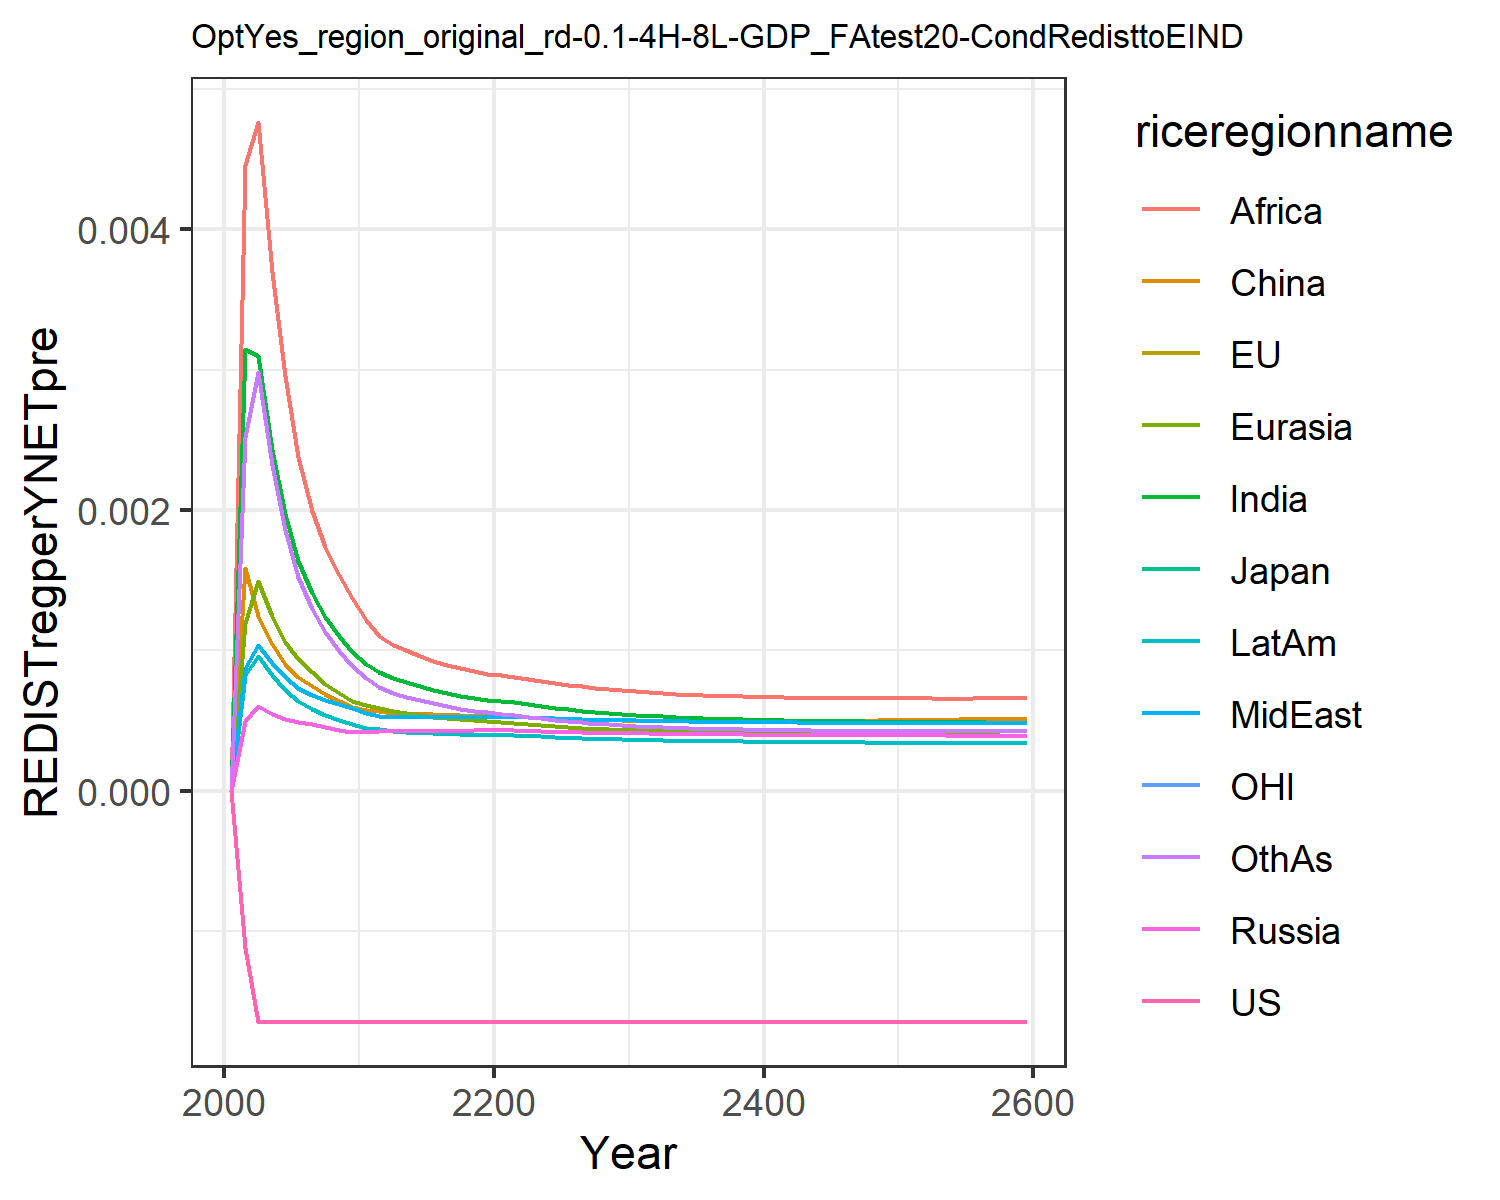 OptYes_region_original_rd-0.1-4H-8L-GDP_FAtest20-CondRedisttoEIND
REDISTregperYNETpre
0.004
0.002
0.000
2000
2200
2400
2600
Year
riceregionname
Africa
China
EU
Eurasia
India
Japan
LatAm
MidEast
OHI
OthAs
Russia
US